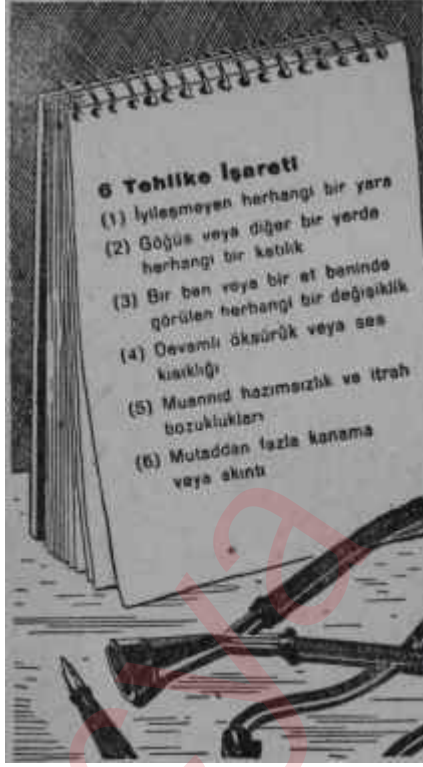 6 Tehlike İşareti
(1) İyileşmeyen herhangi bir yara
(2) Göğüs veya diğer bir yerde
herhangi bir katılık
(3) Bir ben veya bir et beninde
görülen herhangi bir değişiklik
(4) Devamlı öksürük veya ses
kısıklığı
(5) Muannid hazımsızlık ve itrah
bozuklukları
(6) Mutaddan fazla kanama
veya akıntı